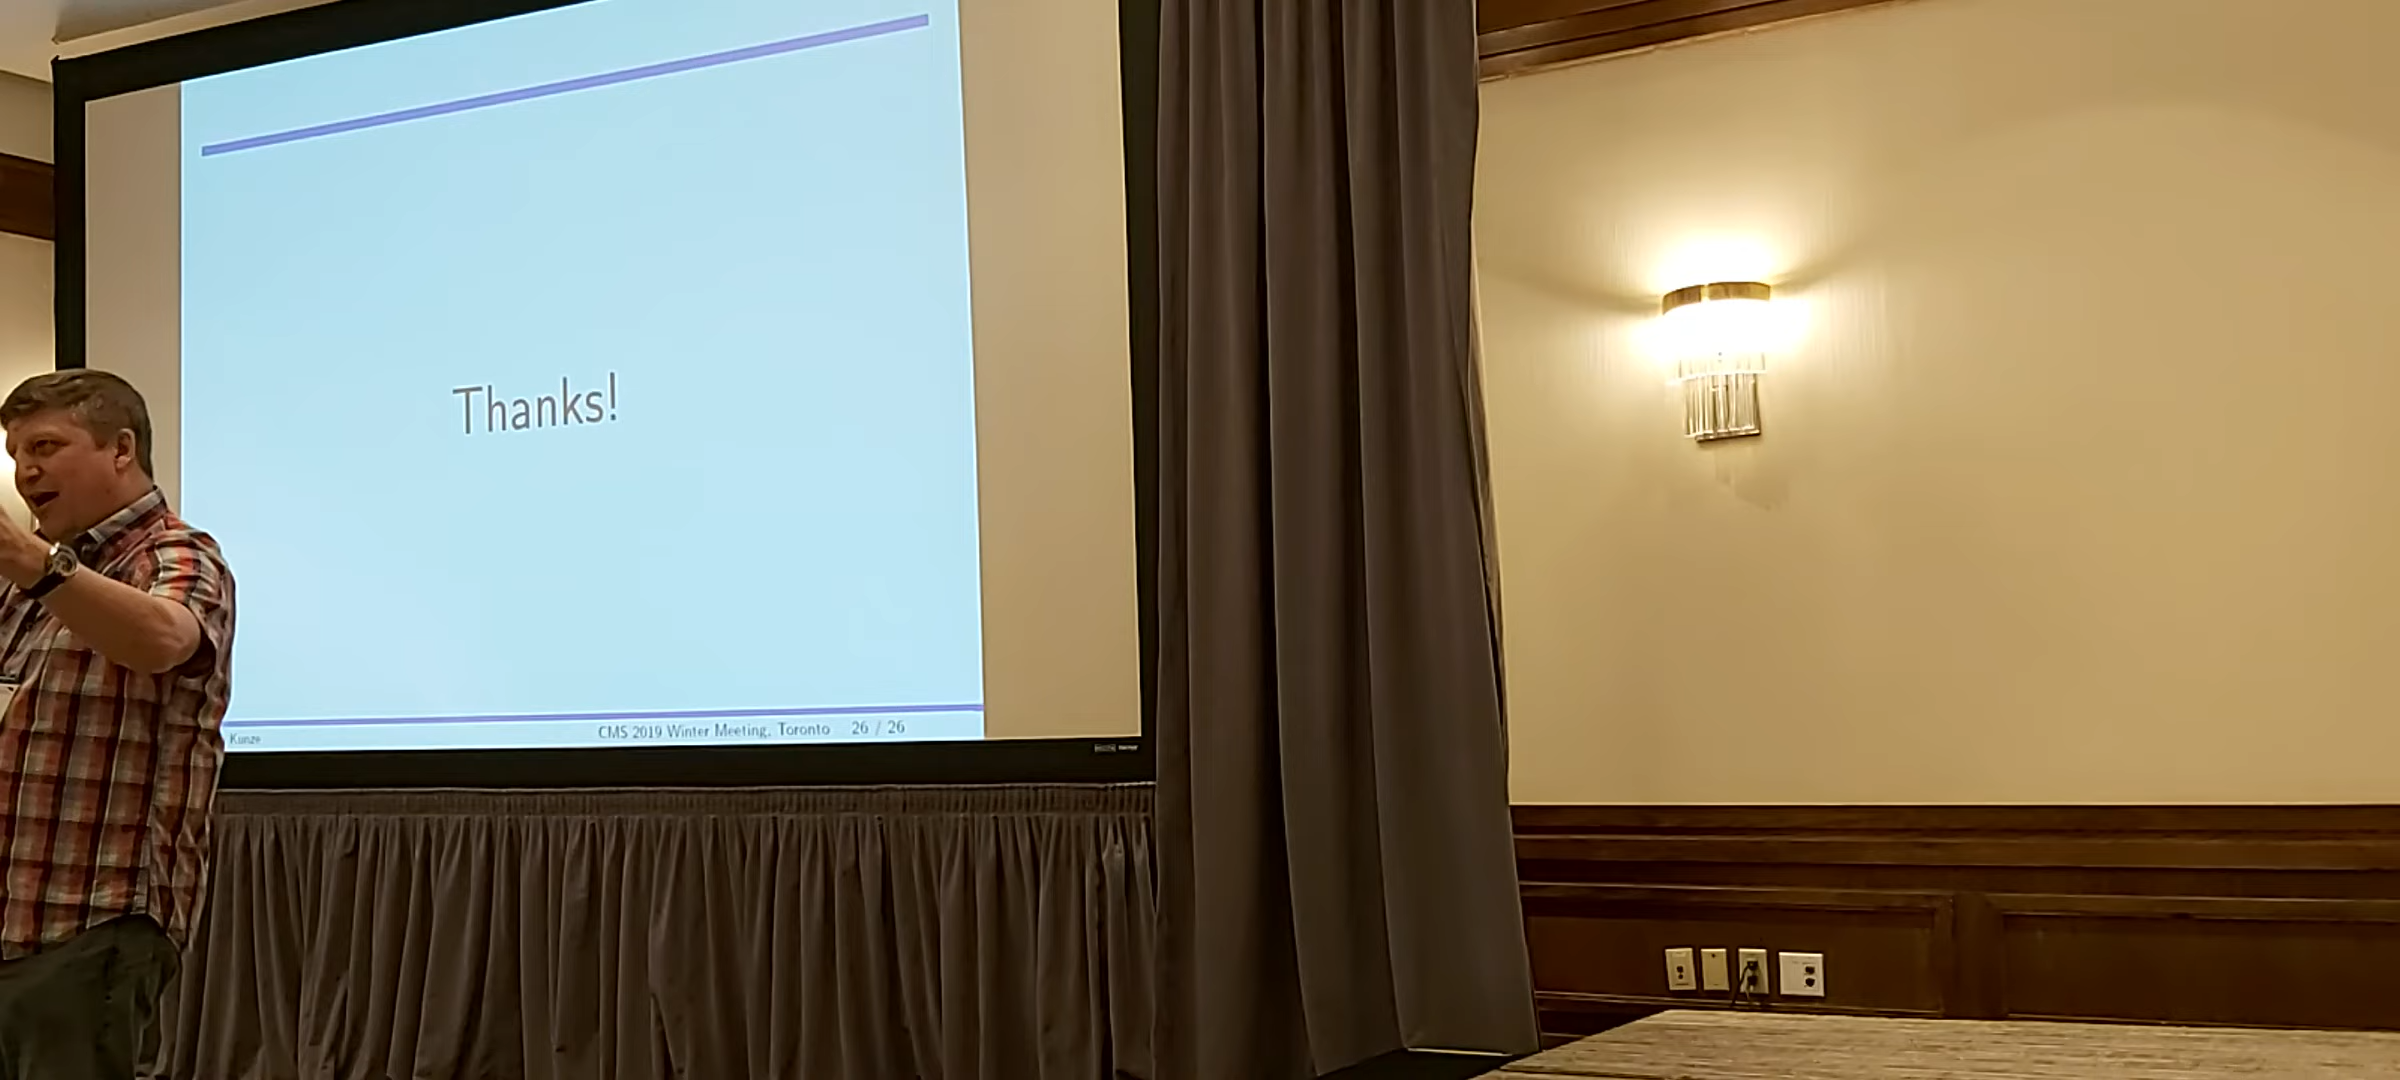 Thanks!
Kunze
CMS 2019 Winter Meeting, Toronto 26 / 26